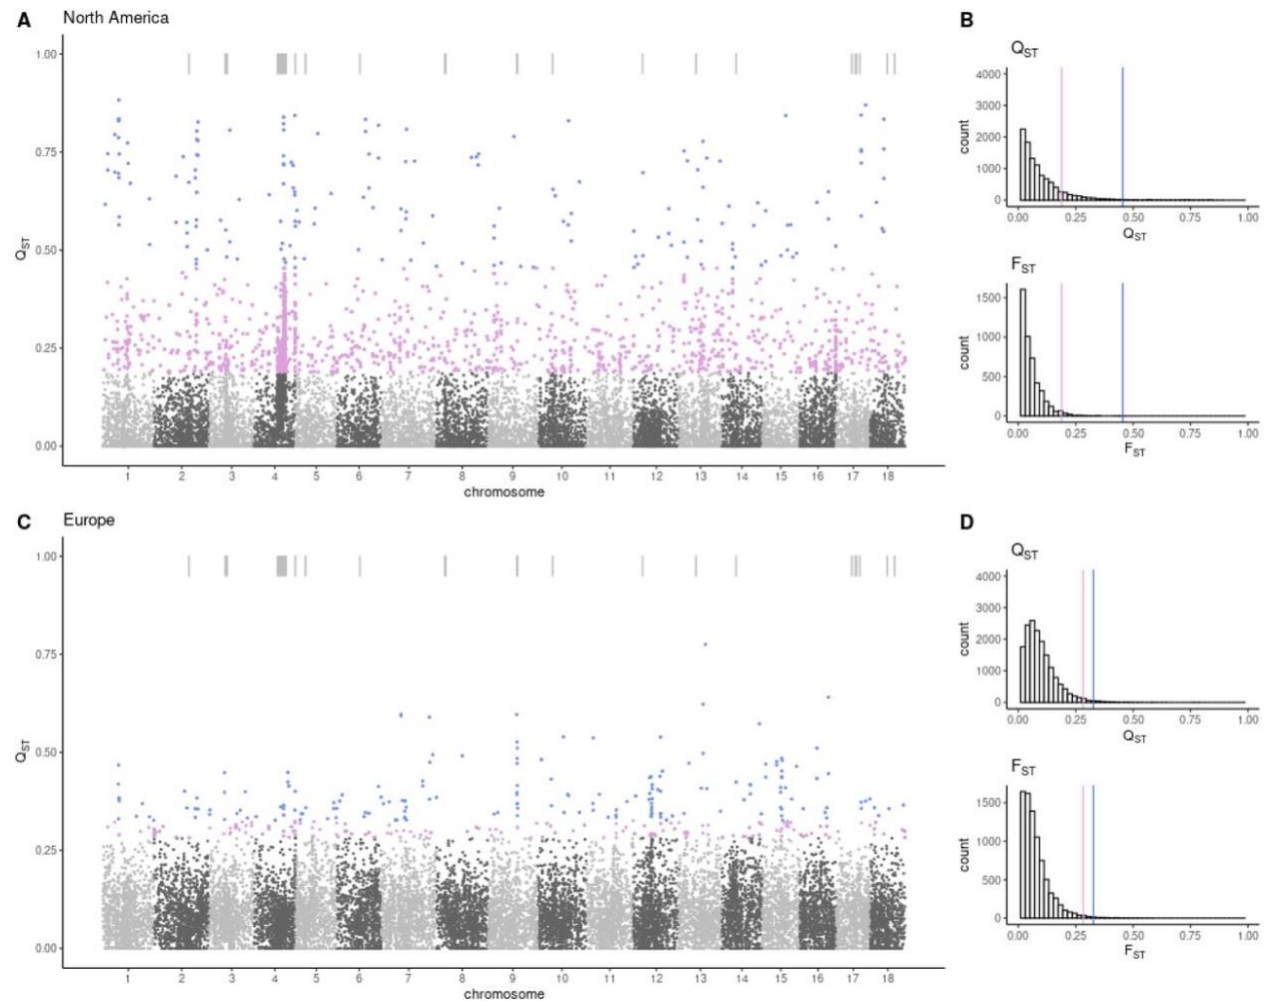 A North America
1.00
0.75
0.50
0.25
0.00
QST
1 2 3 4 5 6 7 8 9 10 11 12 13 14 15 16 17 18
chromosome
B
QST
4000
3000
2000
1000
0
count
0.00 0.25 0.50 0.75 1.00
QST
FST
1500
1000
500
0
count
0.00 0.25 0.50 0.75 1.00
FST
C Europe
1.00
0.75
0.50
0.25
0.00
QST
1 2 3 4 5 6 7 8 9 10 11 12 13 14 15 16 17 18
chromosome
D
QST
4000
3000
2000
1000
0
count
0.00 0.25 0.50 0.75 1.00
QST
FST
1500
1000
500
0
count
0.00 0.25 0.50 0.75 1.00
FST